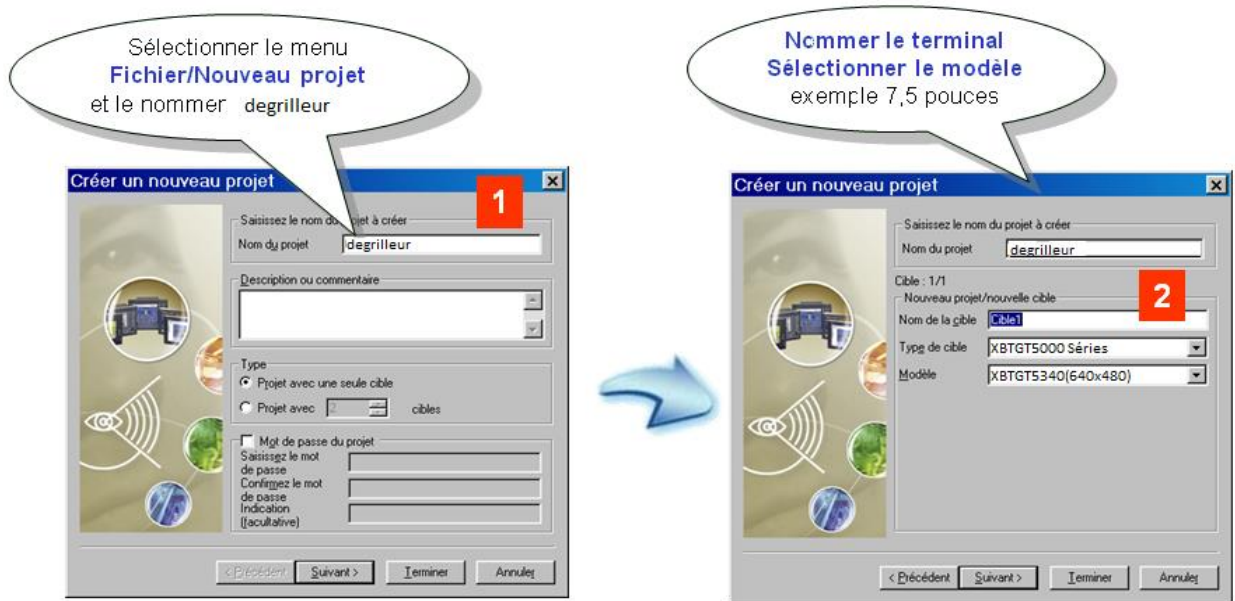 Sélectionner le menu
Fichier/Nouveau projet
et le nommer degrilleur
Créer un nouveau projet
1
Saisissez le nom du projet à créer
Nom du projet degrilleur
Description ou commentaire
Type
Projet avec une seule cible
Projet avec 2 cibles
Mot de passe du projet
Saisissez le mot
de passe
Confirmez le mot
de passe
Indication
(facultative)
< Précédent Suivant > Terminer Annuler
Nommer le terminal
Sélectionner le modèle
exemple 7,5 pouces
Créer un nouveau projet
Saisissez le nom du projet à créer
Nom du projet degrilleur
Cible : 1/1
2
Nouveau projet/nouvelle cible
Nom de la cible Cible1
Type de cible XBTGT5000 Séries
Modèle XBTGT5340(640x480)
< Précédent Suivant > Terminer Annuler